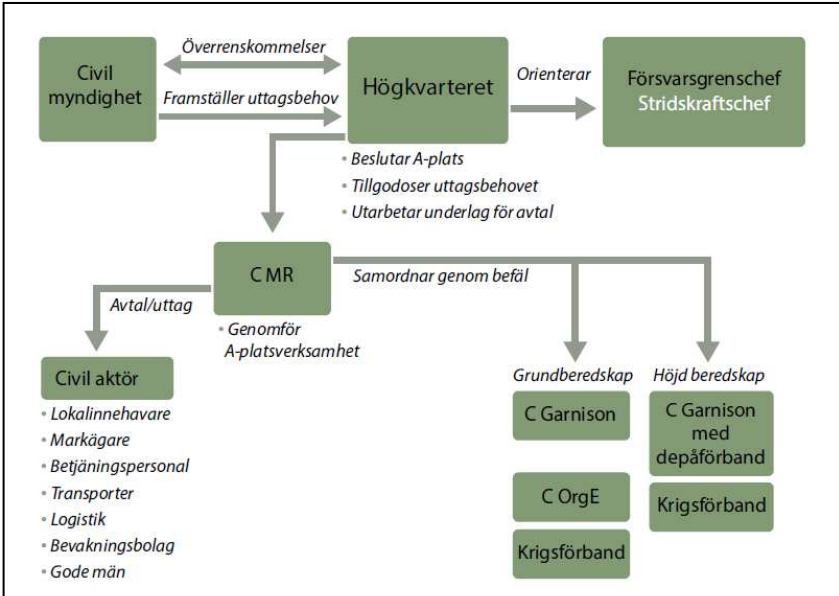 Civil
myndighet
Överrenskommelser
Framställer uttagsbehov
Högkvarteret
Orienterar
Försvarsgrenschef
Stridskraftschef
• Beslutar A-plats
• Tillgodoser uttagsbehovet
• Utarbetar underlag för avtal
C MR
Samordnar genom befäl
Avtal/uttag
• Genomför
A-platsverksamhet
Civil aktör
• Lokalinnehavare
• Markägare
• Betjäningspersonal
• Transporter
• Logistik
• Bevakningsbolag
• Gode män
Grundberedskap
C Garnison
C OrgE
Krigsförband
Höjd beredskap
C Garnison
med
depåförband
Krigsförband